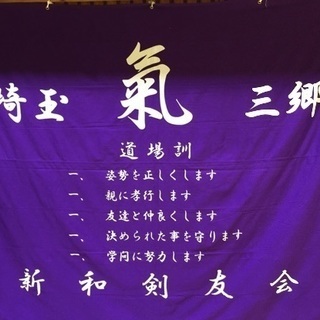 埼玉 氣 三郷
道場訓
一、姿勢を正しくします
一、親に孝行します
一、友達と仲良くします
一、決められた事を守ります
一、学問に努力します
新和剣友会